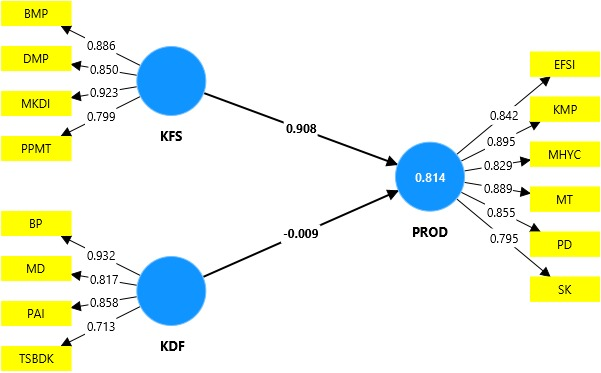 BMP
0.886
DMP
0.850
MKDI
0.923
PPMT
0.799
KFS
0.908
BP
0.932
MD
0.817
PAI
0.858
TSBDK
0.713
KDF
-0.009
0.814
PROD
EFSI
0.842
KMP
0.895
MHYC
0.829
MT
0.889
PD
0.855
SK
0.795